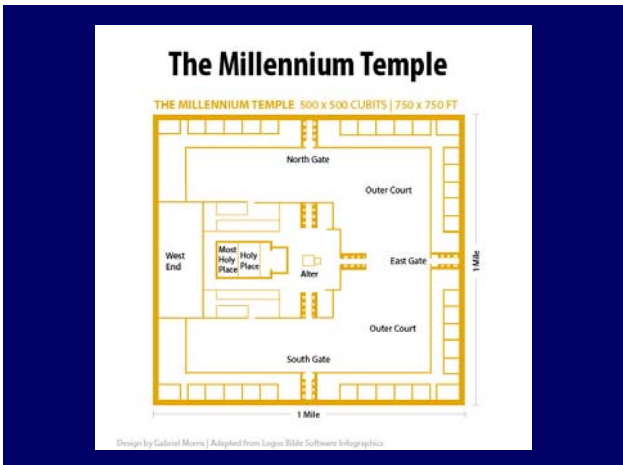 The Millennium Temple
THE MILLENNIUM TEMPLE 500 x 500 CUBITS | 750 x 750 FT
North Gate
Outer Court
West
End
Most
Holy
Place
Holy
Place
Alter
East Gate
1 Mile
Outer Court
South Gate
1 Mile
Design by Gabriel Morris | Adapted from Logos Bible Software Infographics